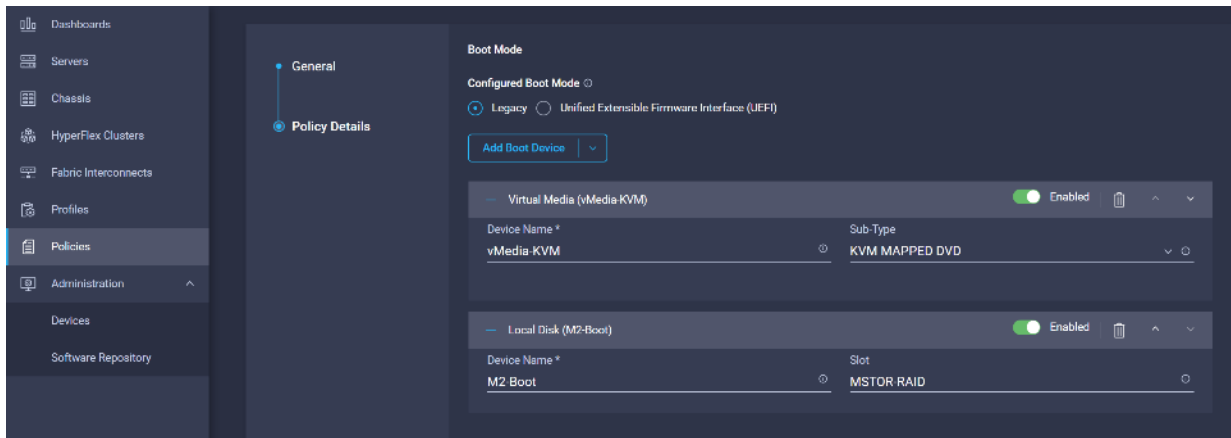 Dashboards
Servers
Chassis
HyperFlex Clusters
Fabric Interconnects
Profiles
Policies
Administration
Devices
Software Repository
General
Policy Details
Boot Mode
Configured Boot Mode
Legacy Unified Extensible Firmware Interface (UEFI)
Add Boot Device
Virtual Media (vMedia-KVM) Enabled
Device Name * Sub-Type
vMedia-KVM KVM MAPPED DVD
Local Disk (M2-Boot) Enabled
Device Name * Slot
M2-Boot MSTOR-RAID